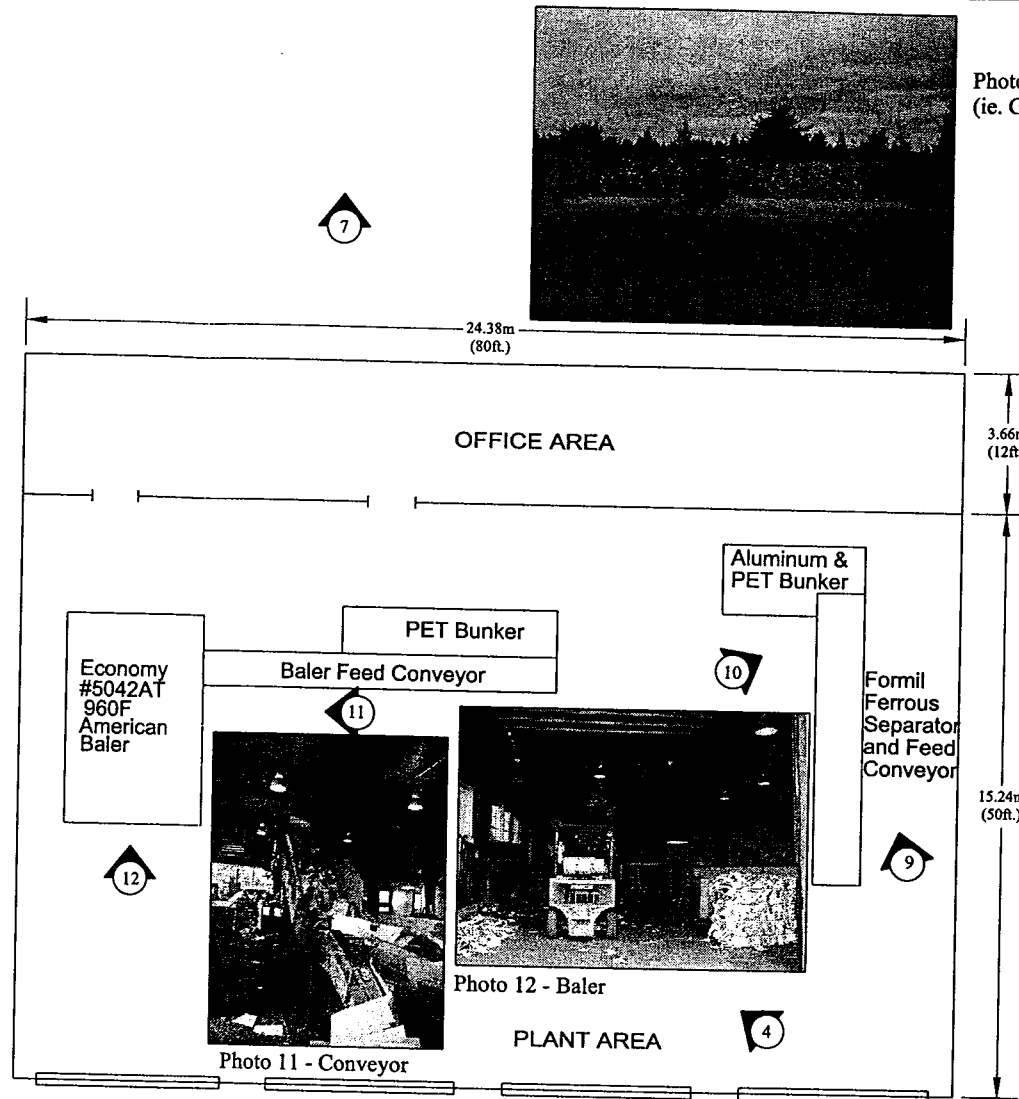 Photo
(ie. C
7
24.38m
(80ft.)
3.66m
(12ft
OFFICE AREA
Aluminum &
PET Bunker
PET Bunker
Baler Feed Conveyor
Economy
#5042AT
960F
American
Baler
10
11
Formil
Ferrous
Separator
and Feed
Conveyor
15.24m
(50ft.)
12
9
Photo 12 - Baler
4
PLANT AREA
Photo 11 - Conveyor